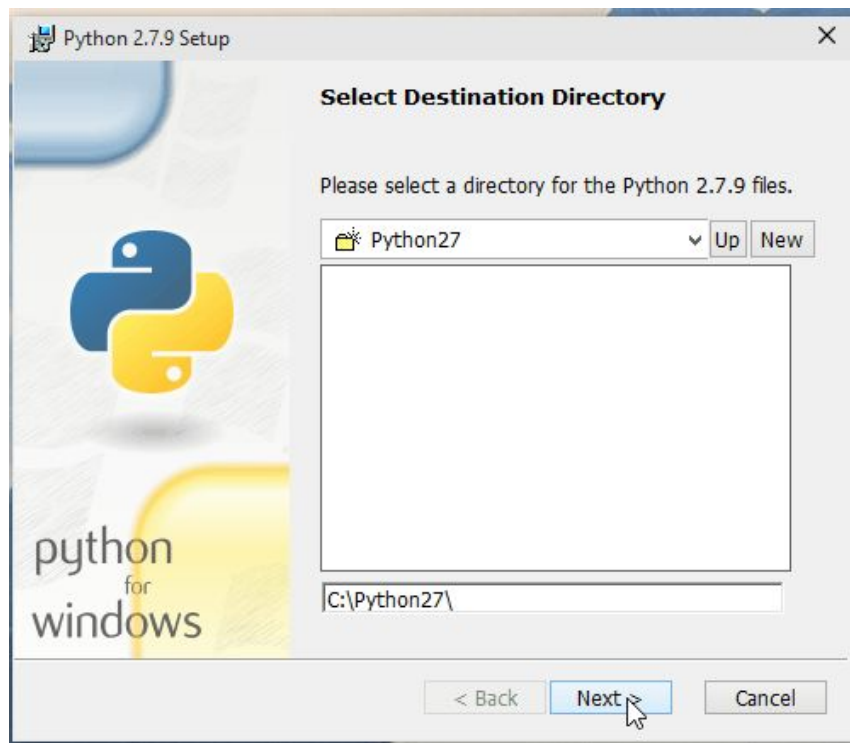 Python 2.7.9 Setup
Select Destination Directory
Please select a directory for the Python 2.7.9 files.
Python27 Up New
C:\Python27\
python
for
windows
< Back Next > Cancel